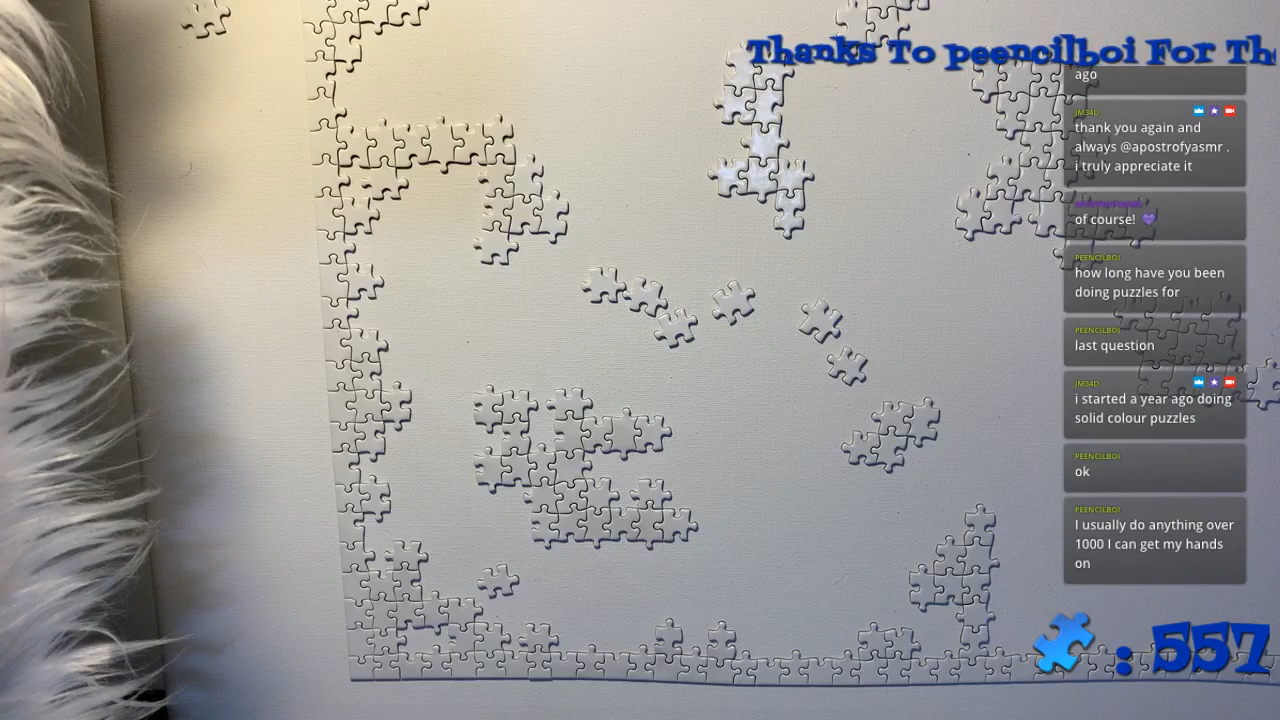 Thanks To peencilboi For Th
ago
JM34D
thank you again and
always @apostrofyasmr .
i truly appreciate it
of course! 💜
PEENCILBOI
how long have you been
doing puzzles for
PEENCILBOI
last question
JM34D
i started a year ago doing
solid colour puzzles
PEENCILBOI
ok
PEENCILBOI
I usually do anything over
1000 I can get my hands
on
: 557